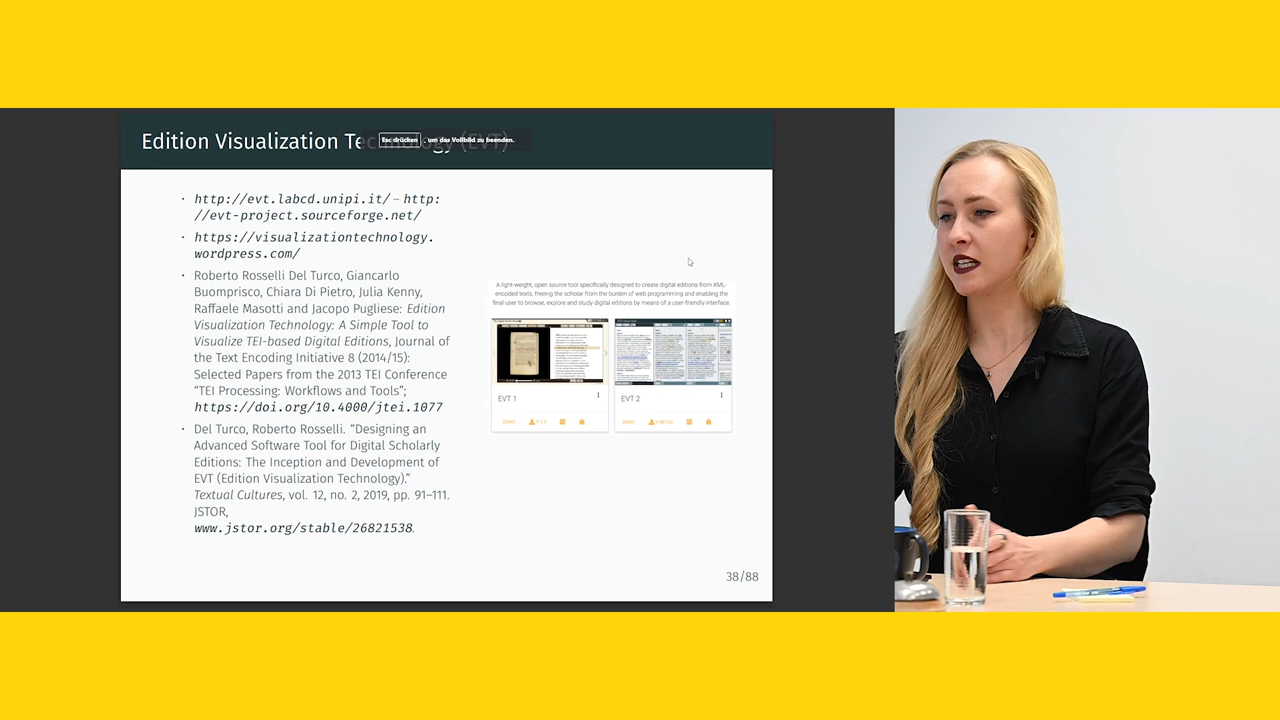 Edition Visualization Technology (EVT)
Esc drücken , um das Vollbild zu beenden.
• http://evt.labcd.unipi.it/ – http:
//evt-project.sourceforge.net/
• https://visualizationtechnology.
wordpress.com/
• Roberto Rosselli Del Turco, Giancarlo
Buomprisco, Chiara Di Pietro, Julia Kenny,
Raffaele Masotti and Jacopo Pugliese: Edition
Visualization Technology: A Simple Tool to
Visualize TEI-based Digital Editions, Journal of
the Text Encoding Initiative 8 (2014/15):
Selected Papers from the 2013 TEI Conference
“TEI Processing: Workflows and Tools”;
https://doi.org/10.4000/jtei.1077
• Del Turco, Roberto Rosselli. “Designing an
Advanced Software Tool for Digital Scholarly
Editions: The Inception and Development of
EVT (Edition Visualization Technology).”
Textual Cultures, vol. 12, no. 2, 2019, pp. 91–111.
JSTOR,
www.jstor.org/stable/26821538.
A light-weight, open source tool specifically designed to create digital editions from XML-
encoded texts, freeing the scholar from the burden of web programming and enabling the
final user to browse, explore and study digital editions by means of a user-friendly interface.
EVT 1
EVT 2
DEMO
DEMO
38/88